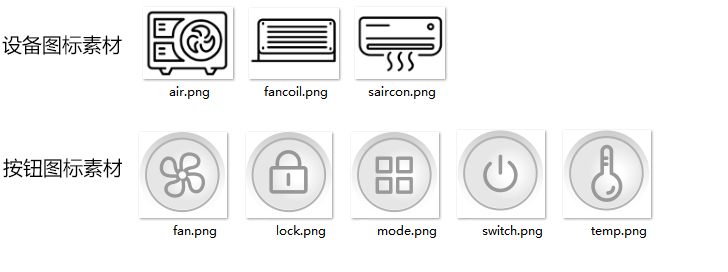 设备图标素材
air.png fancoil.png saircon.png
按钮图标素材
fan.png lock.png mode.png switch.png temp.png